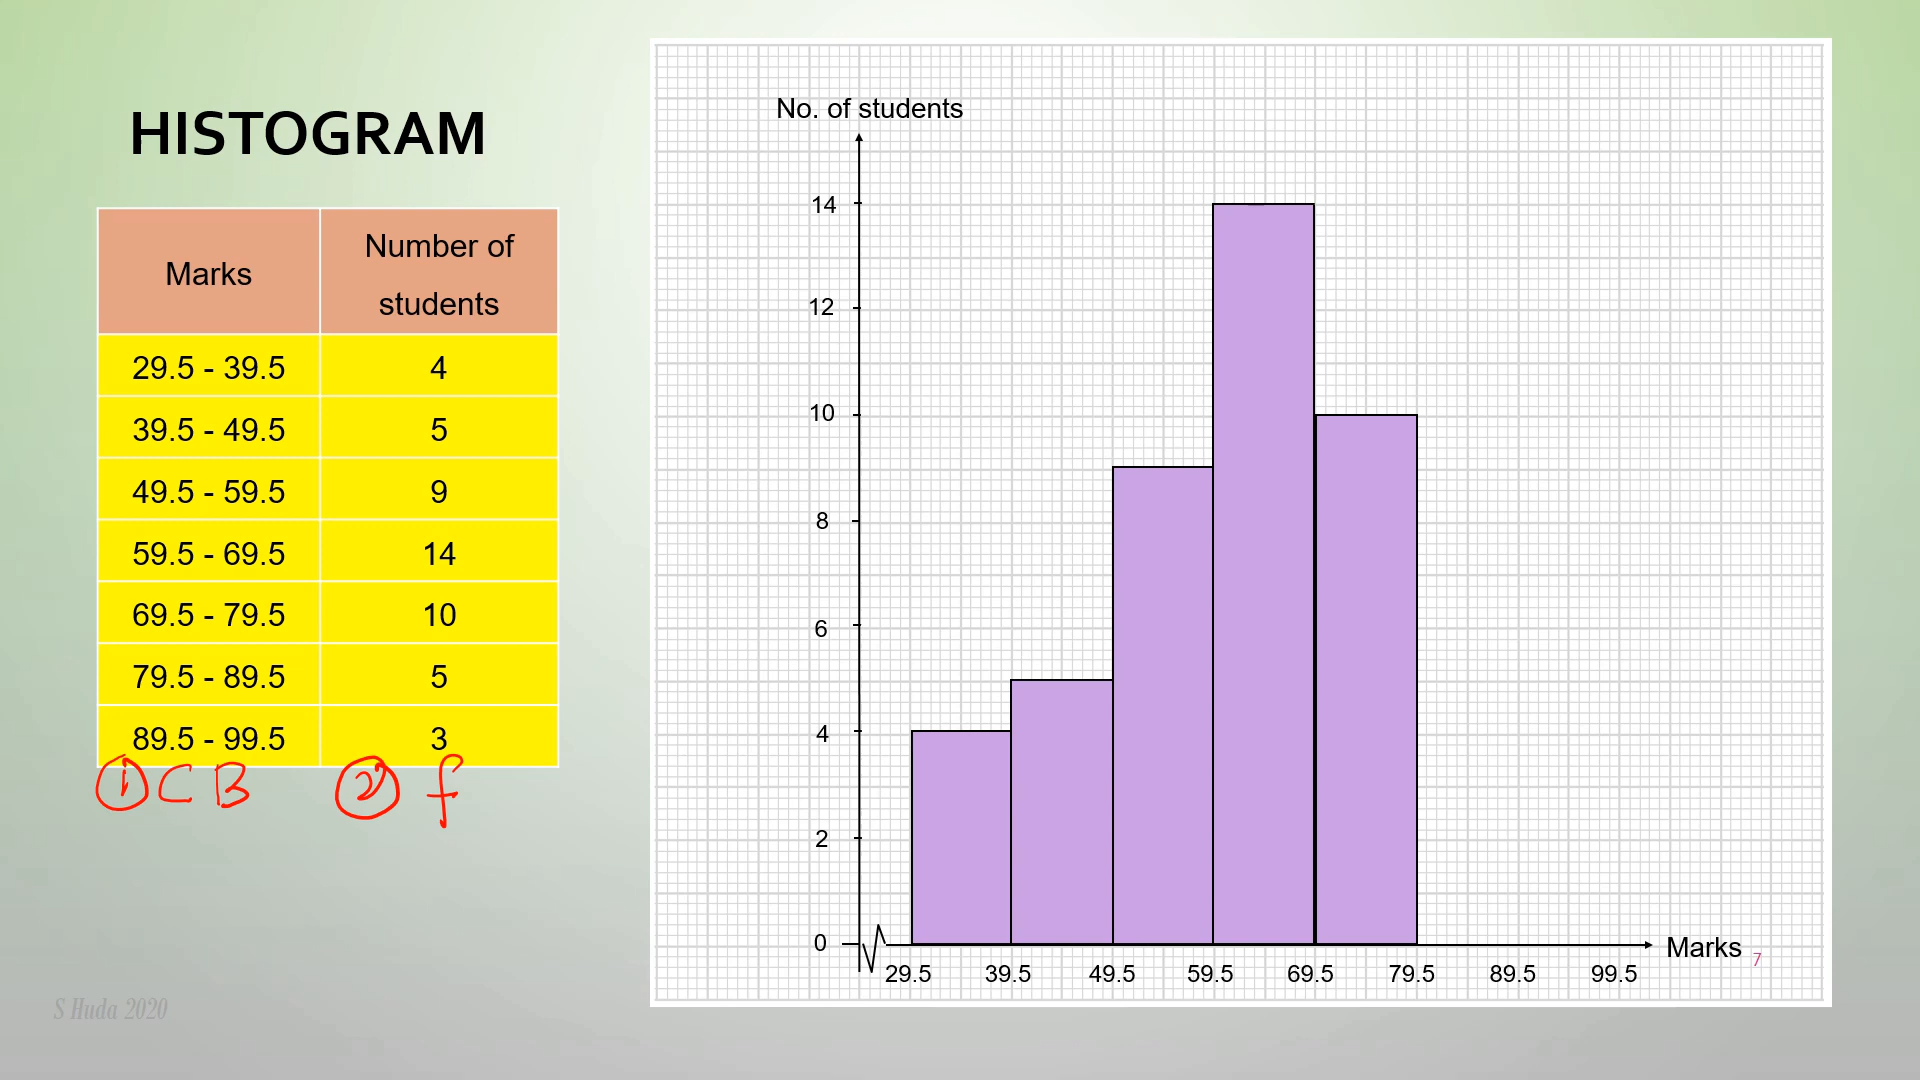 HISTOGRAM
Marks Number of students
29.5 - 39.5 4
39.5 - 49.5 5
49.5 - 59.5 9
59.5 - 69.5 14
69.5 - 79.5 10
79.5 - 89.5 5
89.5 - 99.5 3
① C B ② f
S Huda 2020
No. of students
14
12
10
8
6
4
2
0
29.5 39.5 49.5 59.5 69.5 79.5 89.5 99.5
Marks
7